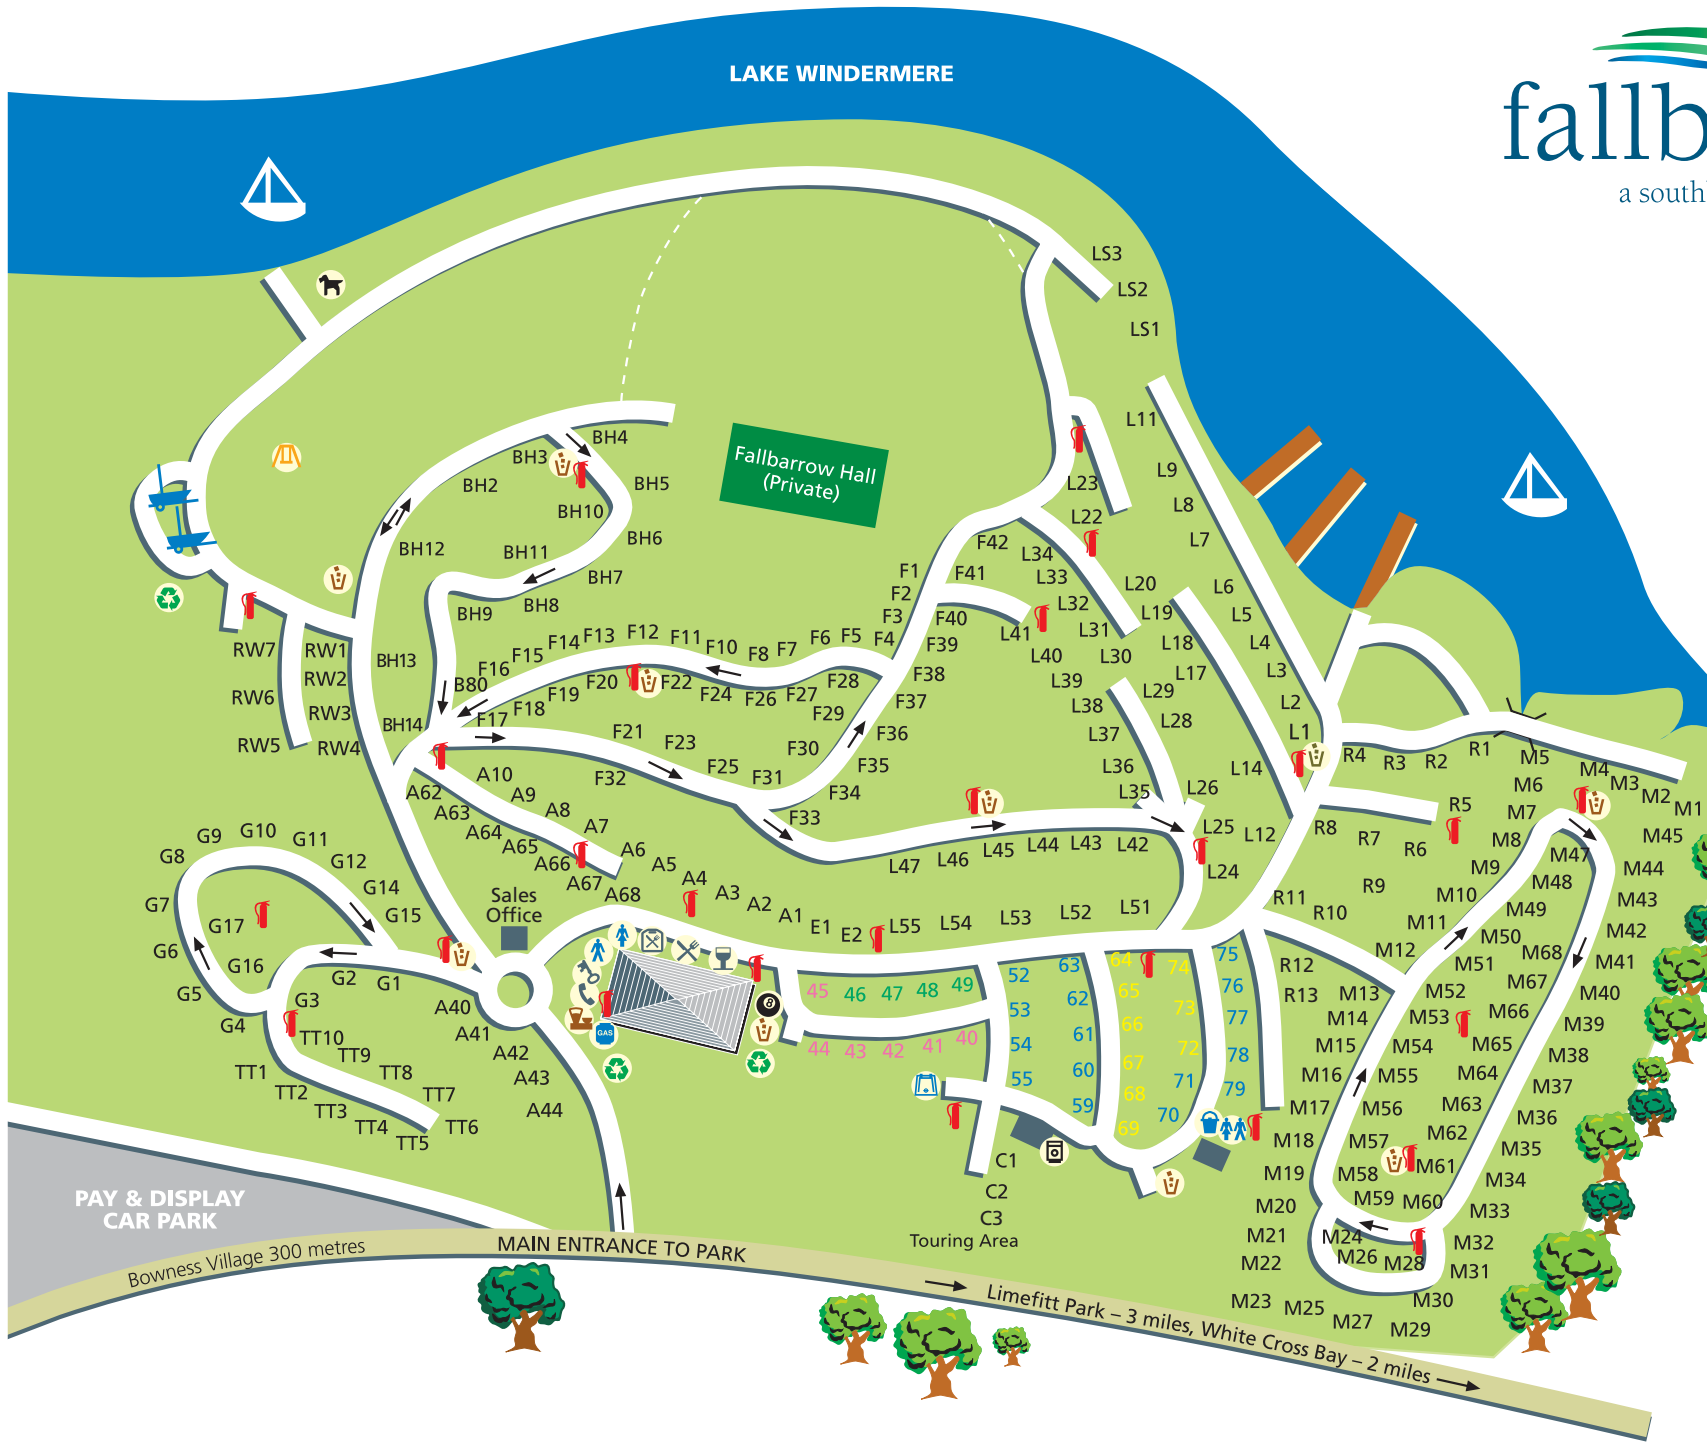 LAKE WINDERMERE
fallb
a south
LS3
LS2
LS1
L11
L9
L8
L7
L6
L5
L4
L3
L2
L1
BH4
BH3
BH2
BH5
BH10
BH6
BH12
BH11
BH7
BH8
BH9
BH13
BH14
B80
Fallbarrow Hall
(Private)
L23
L22
L34
L33
L32
L31
L30
L20
L19
L18
L17
L29
L28
L41
L40
L39
L38
L37
L36
L35
L26
L25
L24
L14
L12
F42
F41
F40
F39
F38
F37
F36
F35
F34
F33
F1
F2
F3
F4
F5
F6
F7
F8
F10
F11
F12
F13
F14
F15
F16
F17
F18
F19
F20
F22
F24
F26
F27
F28
F29
F30
F31
F21
F23
F25
F32
RW7
RW1
RW2
RW6
RW3
RW5
RW4
A10
A9
A8
A7
A6
A5
A4
A3
A2
A1
A62
A63
A64
A65
A66
A67
A68
E1
E2
L55
L54
L53
L52
L51
L47
L46
L45
L44
L43
L42
G9
G10
G11
G8
G12
G14
G7
G15
G17
G6
G16
G2
G1
G5
G3
G4
Sales
Office
A40
A41
A42
A43
A44
TT10
TT9
TT8
TT7
TT6
TT1
TT2
TT3
TT4
TT5
GAS
8
45
46
47
48
49
44
43
42
41
40
52
53
54
55
63
62
61
60
59
64
65
66
67
68
69
74
73
72
71
70
75
76
77
78
79
C1
C2
C3
Touring Area
R4
R3
R2
R1
R5
R8
R7
R6
R9
R11
R10
R12
R13
M5
M4
M3
M2
M1
M6
M7
M8
M9
M10
M11
M12
M13
M14
M15
M16
M17
M18
M19
M20
M21
M22
M23
M24
M25
M26
M27
M28
M29
M30
M31
M32
M33
M34
M35
M36
M37
M38
M39
M40
M41
M42
M43
M44
M45
M47
M48
M49
M50
M68
M51
M67
M52
M66
M53
M65
M54
M64
M55
M63
M56
M62
M57
M61
M58
M59
M60
PAY & DISPLAY
CAR PARK
Bowness Village 300 metres
MAIN ENTRANCE TO PARK
Limefitt Park – 3 miles, White Cross Bay – 2 miles